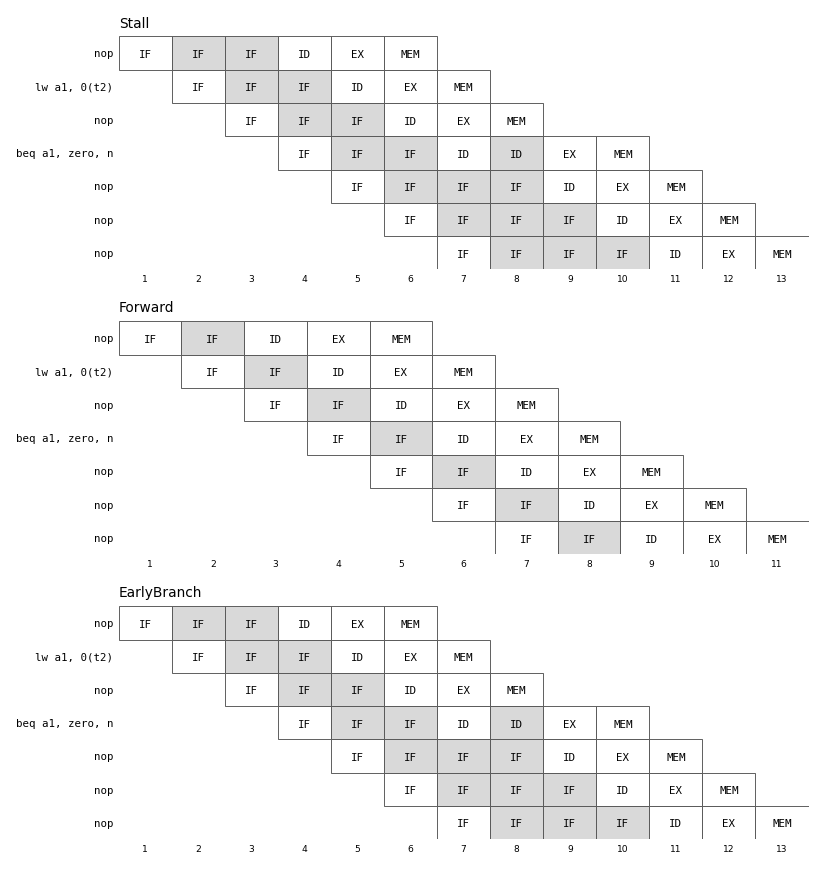 Stall
nop IF IF IF ID EX MEM
lw a1, 0(t2) IF IF IF ID EX MEM
nop IF IF IF ID EX MEM
beq a1, zero, n IF IF IF ID ID EX MEM
nop IF IF IF IF ID EX MEM
nop IF IF IF IF ID EX MEM
nop IF IF IF IF ID EX MEM
1 2 3 4 5 6 7 8 9 10 11 12 13
Forward
nop IF IF ID EX MEM
lw a1, 0(t2) IF IF ID EX MEM
nop IF IF ID EX MEM
beq a1, zero, n IF IF ID EX MEM
nop IF IF ID EX MEM
nop IF IF ID EX MEM
nop IF IF ID EX MEM
1 2 3 4 5 6 7 8 9 10 11
EarlyBranch
nop IF IF IF ID EX MEM
lw a1, 0(t2) IF IF IF ID EX MEM
nop IF IF IF ID EX MEM
beq a1, zero, n IF IF IF ID ID EX MEM
nop IF IF IF IF ID EX MEM
nop IF IF IF IF ID EX MEM
nop IF IF IF IF ID EX MEM
1 2 3 4 5 6 7 8 9 10 11 12 13